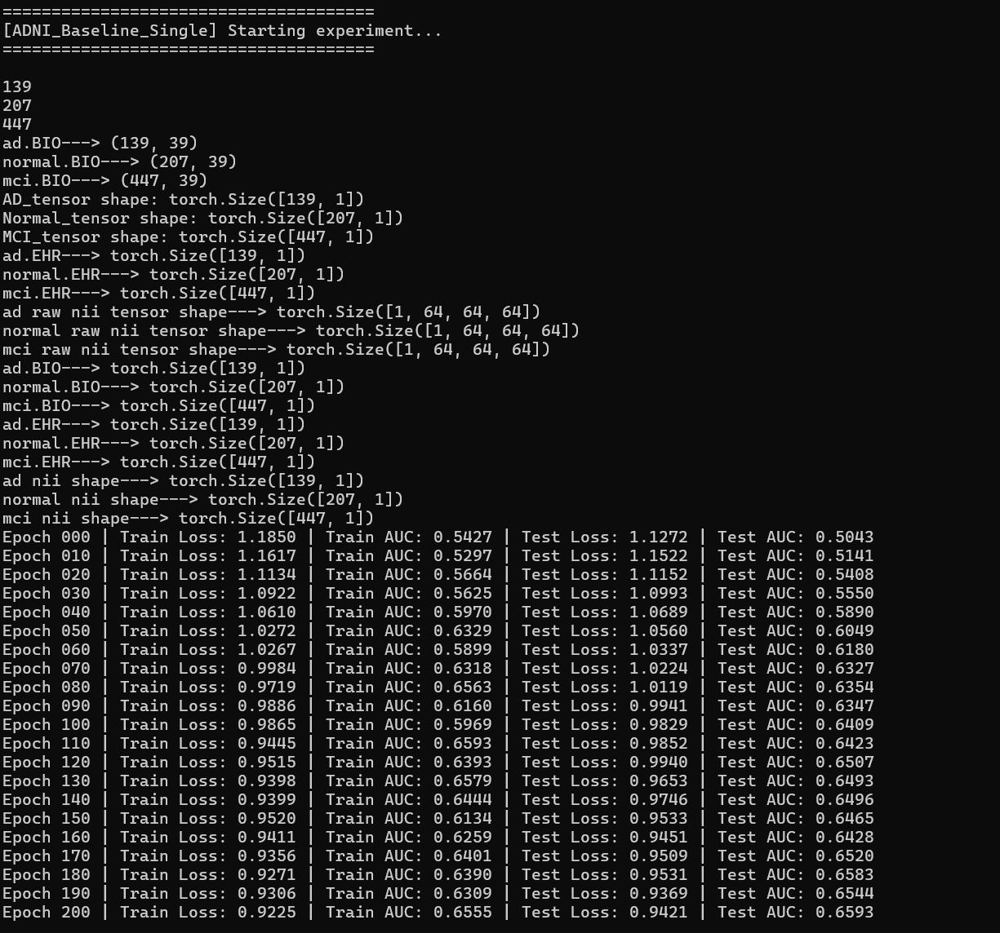 ======================================
[ADNI_Baseline_Single] Starting experiment...
======================================
139
207
447
ad.BIO---> (139, 39)
normal.BIO---> (207, 39)
mci.BIO---> (447, 39)
AD_tensor shape: torch.Size([139, 1])
Normal_tensor shape: torch.Size([207, 1])
MCI_tensor shape: torch.Size([447, 1])
ad.EHR---> torch.Size([139, 1])
normal.EHR---> torch.Size([207, 1])
mci.EHR---> torch.Size([447, 1])
ad raw nii tensor shape---> torch.Size([1, 64, 64, 64])
normal raw nii tensor shape---> torch.Size([1, 64, 64, 64])
mci raw nii tensor shape---> torch.Size([1, 64, 64, 64])
ad.BIO---> torch.Size([139, 1])
normal.BIO---> torch.Size([207, 1])
mci.BIO---> torch.Size([447, 1])
ad.EHR---> torch.Size([139, 1])
normal.EHR---> torch.Size([207, 1])
mci.EHR---> torch.Size([447, 1])
ad nii shape---> torch.Size([139, 1])
normal nii shape---> torch.Size([207, 1])
mci nii shape---> torch.Size([447, 1])
Epoch 000 | Train Loss: 1.1850 | Train AUC: 0.5427 | Test Loss: 1.1272 | Test AUC: 0.5043
Epoch 010 | Train Loss: 1.1617 | Train AUC: 0.5297 | Test Loss: 1.1522 | Test AUC: 0.5141
Epoch 020 | Train Loss: 1.1134 | Train AUC: 0.5664 | Test Loss: 1.1152 | Test AUC: 0.5408
Epoch 030 | Train Loss: 1.0922 | Train AUC: 0.5625 | Test Loss: 1.0993 | Test AUC: 0.5550
Epoch 040 | Train Loss: 1.0610 | Train AUC: 0.5970 | Test Loss: 1.0689 | Test AUC: 0.5890
Epoch 050 | Train Loss: 1.0272 | Train AUC: 0.6329 | Test Loss: 1.0560 | Test AUC: 0.6049
Epoch 060 | Train Loss: 1.0267 | Train AUC: 0.5899 | Test Loss: 1.0337 | Test AUC: 0.6180
Epoch 070 | Train Loss: 0.9984 | Train AUC: 0.6318 | Test Loss: 1.0224 | Test AUC: 0.6327
Epoch 080 | Train Loss: 0.9719 | Train AUC: 0.6563 | Test Loss: 1.0119 | Test AUC: 0.6354
Epoch 090 | Train Loss: 0.9886 | Train AUC: 0.6160 | Test Loss: 0.9941 | Test AUC: 0.6347
Epoch 100 | Train Loss: 0.9865 | Train AUC: 0.5969 | Test Loss: 0.9829 | Test AUC: 0.6409
Epoch 110 | Train Loss: 0.9445 | Train AUC: 0.6593 | Test Loss: 0.9852 | Test AUC: 0.6423
Epoch 120 | Train Loss: 0.9515 | Train AUC: 0.6393 | Test Loss: 0.9940 | Test AUC: 0.6507
Epoch 130 | Train Loss: 0.9398 | Train AUC: 0.6579 | Test Loss: 0.9653 | Test AUC: 0.6493
Epoch 140 | Train Loss: 0.9399 | Train AUC: 0.6444 | Test Loss: 0.9746 | Test AUC: 0.6496
Epoch 150 | Train Loss: 0.9520 | Train AUC: 0.6134 | Test Loss: 0.9533 | Test AUC: 0.6465
Epoch 160 | Train Loss: 0.9411 | Train AUC: 0.6259 | Test Loss: 0.9451 | Test AUC: 0.6428
Epoch 170 | Train Loss: 0.9356 | Train AUC: 0.6401 | Test Loss: 0.9509 | Test AUC: 0.6520
Epoch 180 | Train Loss: 0.9271 | Train AUC: 0.6390 | Test Loss: 0.9531 | Test AUC: 0.6583
Epoch 190 | Train Loss: 0.9306 | Train AUC: 0.6309 | Test Loss: 0.9369 | Test AUC: 0.6544
Epoch 200 | Train Loss: 0.9225 | Train AUC: 0.6555 | Test Loss: 0.9421 | Test AUC: 0.6593